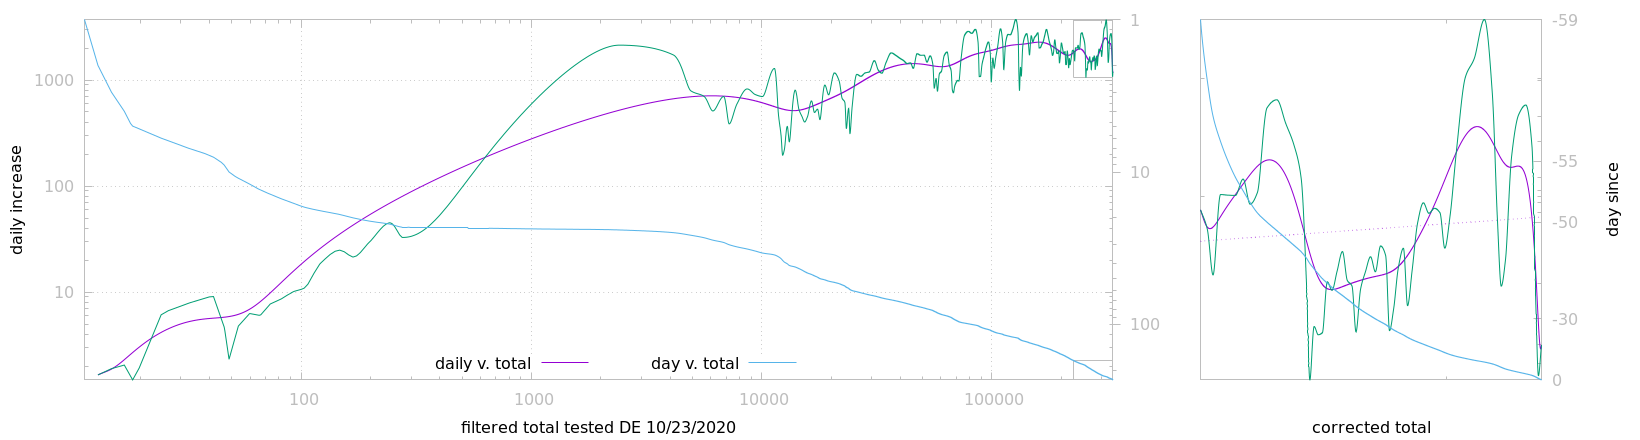 daily increase
1000
100
10
daily v. total
day v. total
100
1000
10000
100000
filtered total tested DE 10/23/2020
1
10
100
-59
-55
-50
-30
0
day since
corrected total